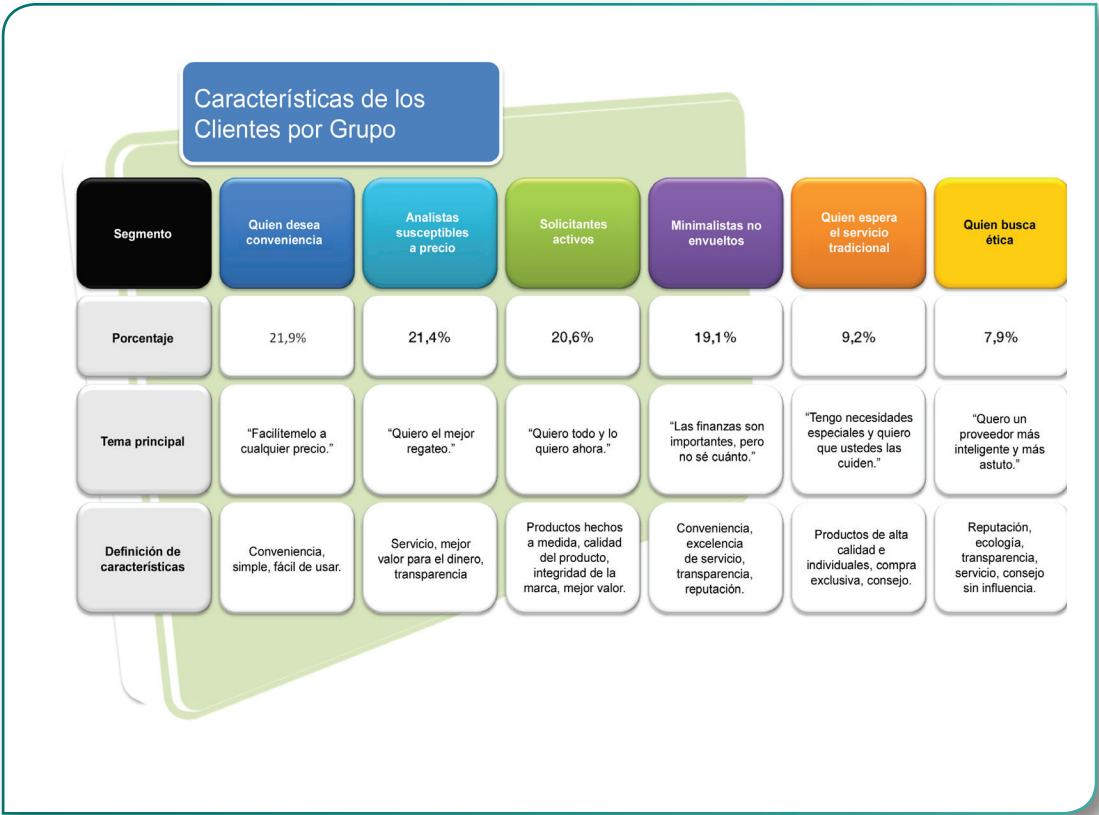 Características de los
Clientes por Grupo
Segmento
Quien desea
conveniencia
Analistas
susceptibles
a precio
Solicitantes
activos
Minimalistas no
envueltos
Quien espera
el servicio
tradicional
Quien busca
ética
Porcentaje
21,9%
21,4%
20,6%
19,1%
9,2%
7,9%
Tema principal
“Facilítemelo a
cualquier precio.”
“Quiero el mejor
regateo.”
“Quiero todo y lo
quiero ahora.”
“Las finanzas son
importantes, pero
no sé cuánto.”
“Tengo necesidades
especiales y quiero
que ustedes las
cuiden.”
“Quero un
proveedor más
inteligente y más
astuto.”
Definición de
características
Conveniencia,
simple, fácil de usar.
Servicio, mejor
valor para el dinero,
transparencia
Productos hechos
a medida, calidad
del producto,
integridad de la
marca, mejor valor.
Conveniencia,
excelencia
de servicio,
transparencia,
reputación.
Productos de alta
calidad e
individuales, compra
exclusiva, consejo.
Reputación,
ecología,
transparencia,
servicio, consejo
sin influencia.